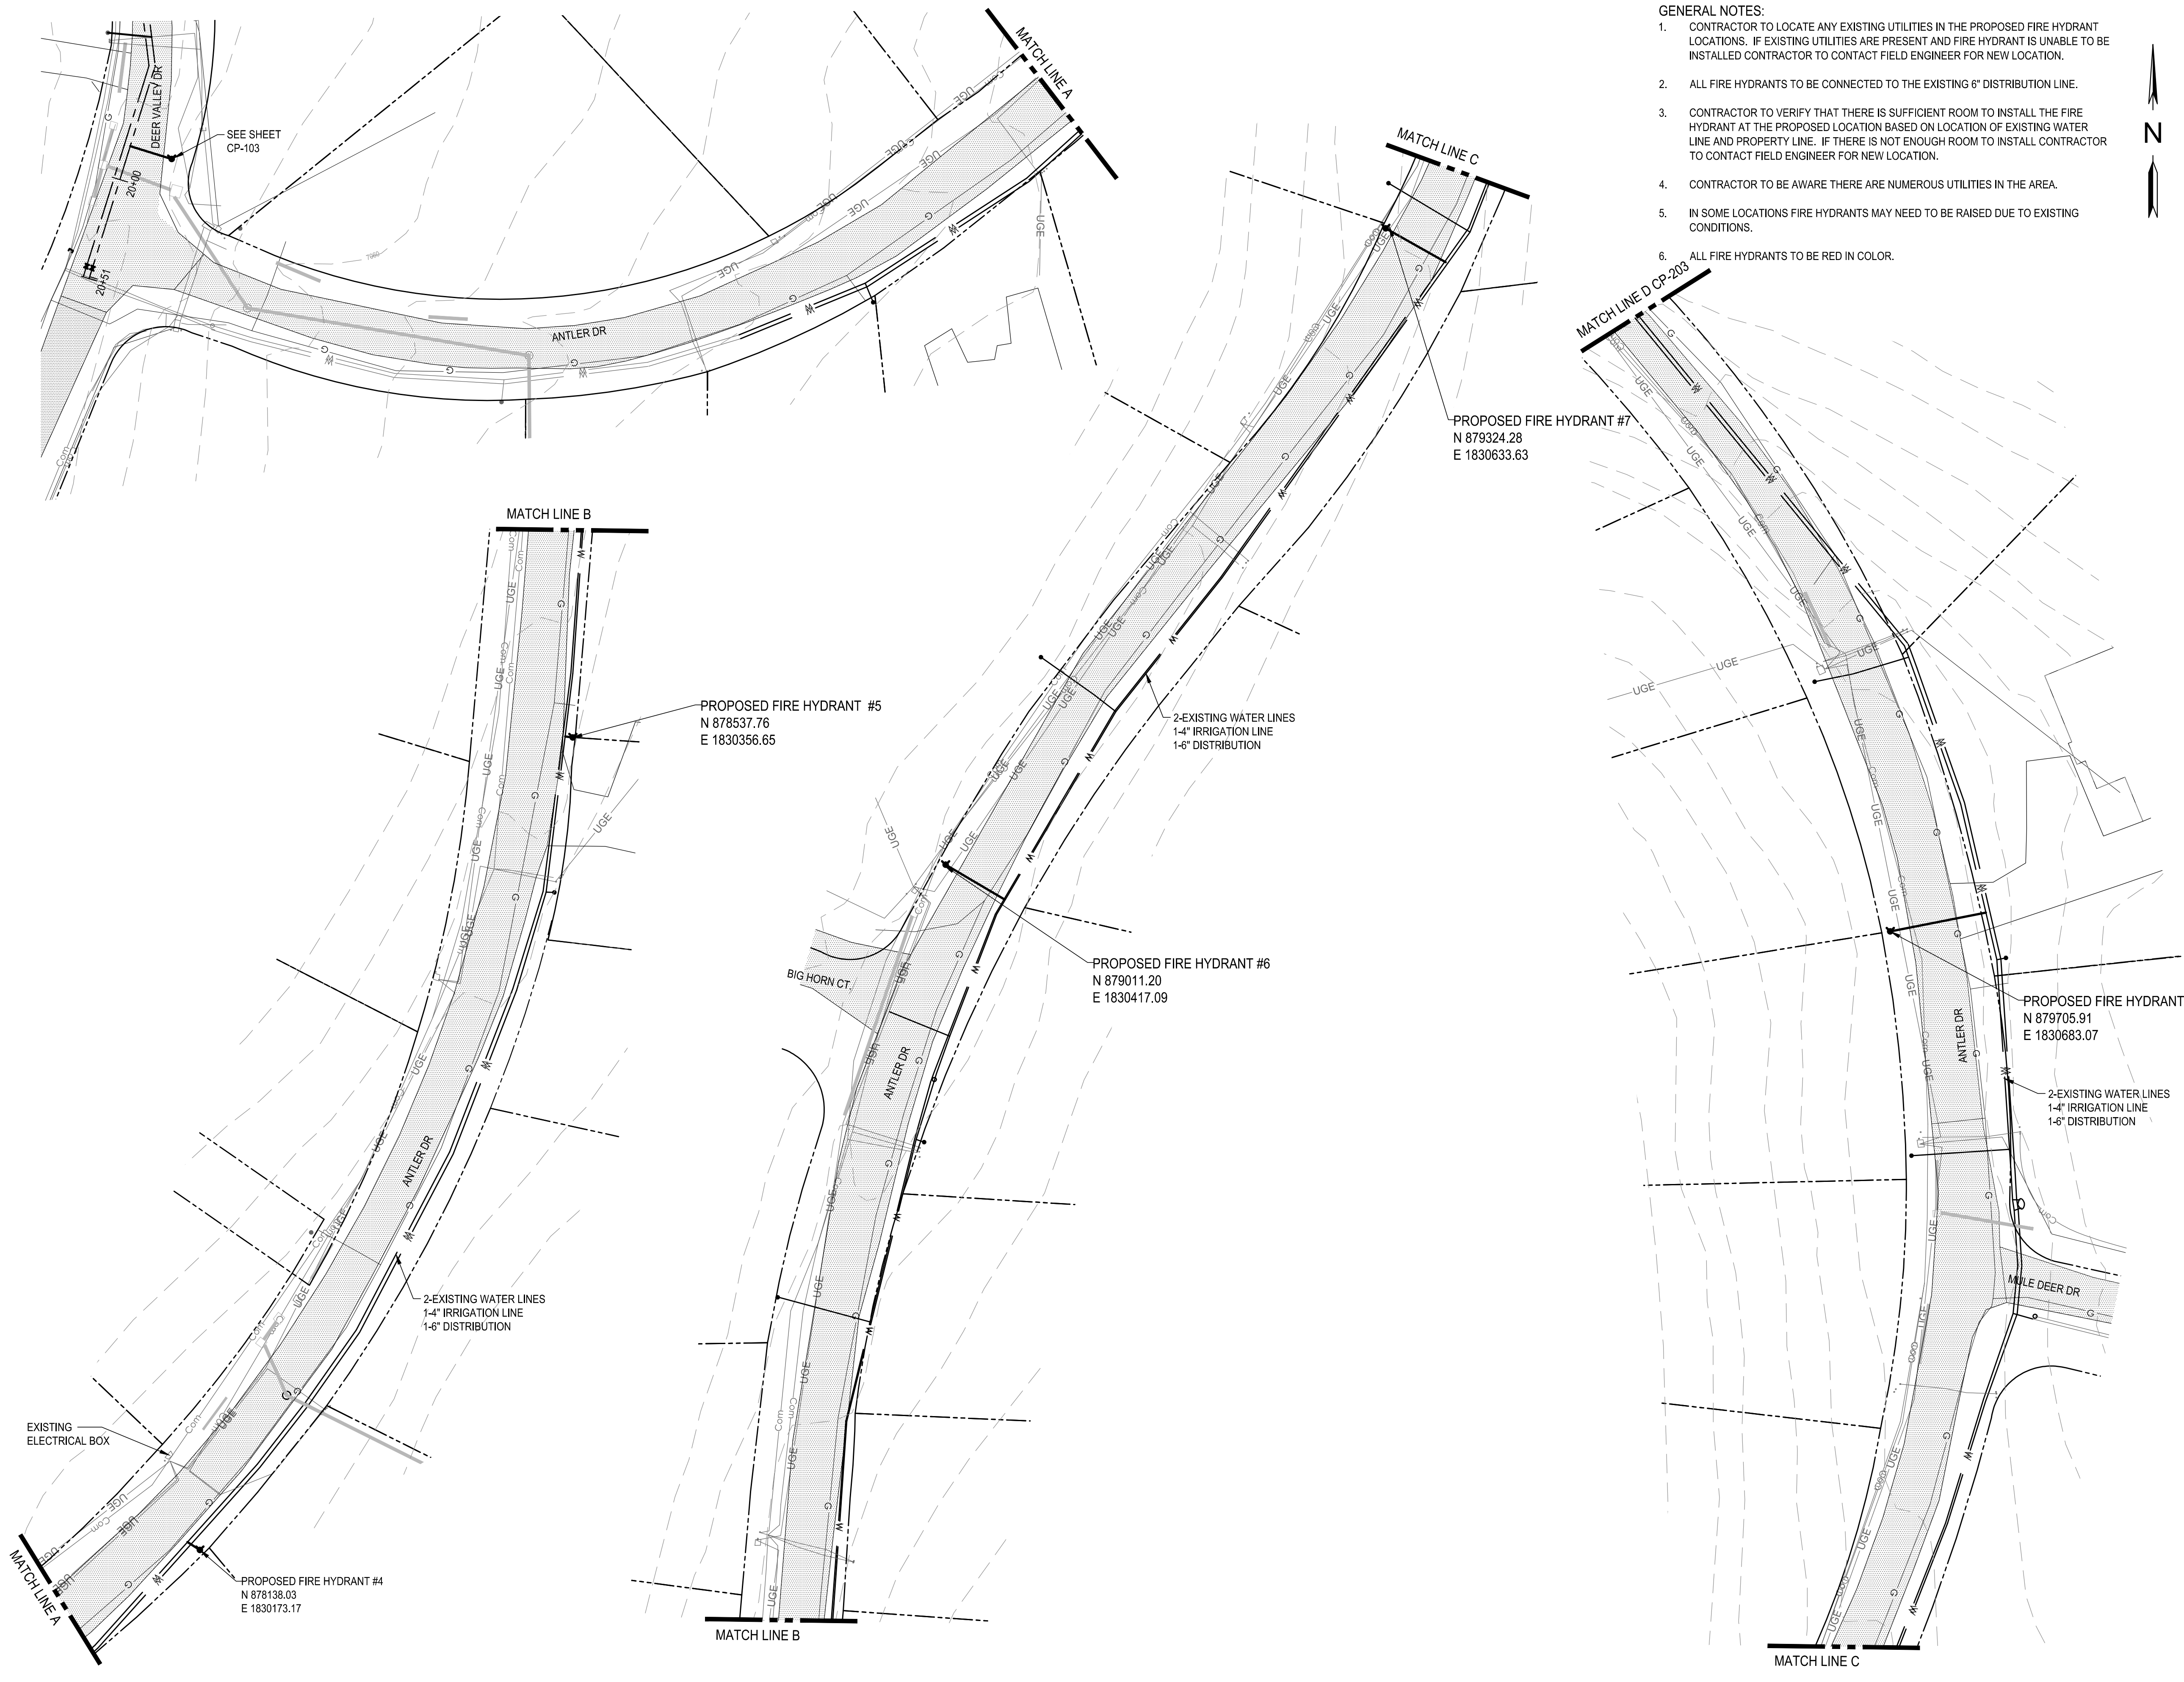 GENERAL NOTES:
1. CONTRACTOR TO LOCATE ANY EXISTING UTILITIES IN THE PROPOSED FIRE HYDRANT
LOCATIONS. IF EXISTING UTILITIES ARE PRESENT AND FIRE HYDRANT IS UNABLE TO BE
INSTALLED CONTRACTOR TO CONTACT FIELD ENGINEER FOR NEW LOCATION.
2. ALL FIRE HYDRANTS TO BE CONNECTED TO THE EXISTING 6" DISTRIBUTION LINE.
3. CONTRACTOR TO VERIFY THAT THERE IS SUFFICIENT ROOM TO INSTALL THE FIRE
HYDRANT AT THE PROPOSED LOCATION BASED ON LOCATION OF EXISTING WATER
LINE AND PROPERTY LINE. IF THERE IS NOT ENOUGH ROOM TO INSTALL CONTRACTOR
TO CONTACT FIELD ENGINEER FOR NEW LOCATION.
4. CONTRACTOR TO BE AWARE THERE ARE NUMEROUS UTILITIES IN THE AREA.
5. IN SOME LOCATIONS FIRE HYDRANTS MAY NEED TO BE RAISED DUE TO EXISTING
CONDITIONS.
6. ALL FIRE HYDRANTS TO BE RED IN COLOR.
N
DEER VALLEY DR
SEE SHEET
CP-103
20+00
20+51
7060
ANTLER DR
MATCH LINE A
MATCH LINE B
PROPOSED FIRE HYDRANT #5
N 878537.76
E 1830356.65
ANTLER DR
2-EXISTING WATER LINES
1-4" IRRIGATION LINE
1-6" DISTRIBUTION
EXISTING
ELECTRICAL BOX
PROPOSED FIRE HYDRANT #4
N 878138.03
E 1830173.17
MATCH LINE A
MATCH LINE C
PROPOSED FIRE HYDRANT #7
N 879324.28
E 1830633.63
2-EXISTING WATER LINES
1-4" IRRIGATION LINE
1-6" DISTRIBUTION
PROPOSED FIRE HYDRANT #6
N 879011.20
E 1830417.09
BIG HORN CT.
ANTLER DR
MATCH LINE B
MATCH LINE D CP-203
PROPOSED FIRE HYDRANT
N 879705.91
E 1830683.07
ANTLER DR
2-EXISTING WATER LINES
1-4" IRRIGATION LINE
1-6" DISTRIBUTION
MULE DEER DR
MATCH LINE C
UGE
Com
G
W